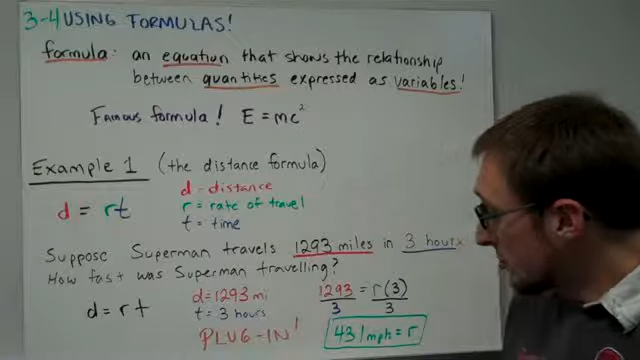 3-4 USING FORMULAS!
formula: an equation that shows the relationship
between quantities expressed as variables!
Famous formula! E = mc²
Example 1 (the distance formula)
d = rt
d - distance
r = rate of travel
t = time
Suppose Superman travels 1293 miles in 3 hours
How fast was Superman travelling?
d = rt
d = 1293 mi
t = 3 hours
PLUG-IN!
1293 = r(3)
3 3
431 mph = r